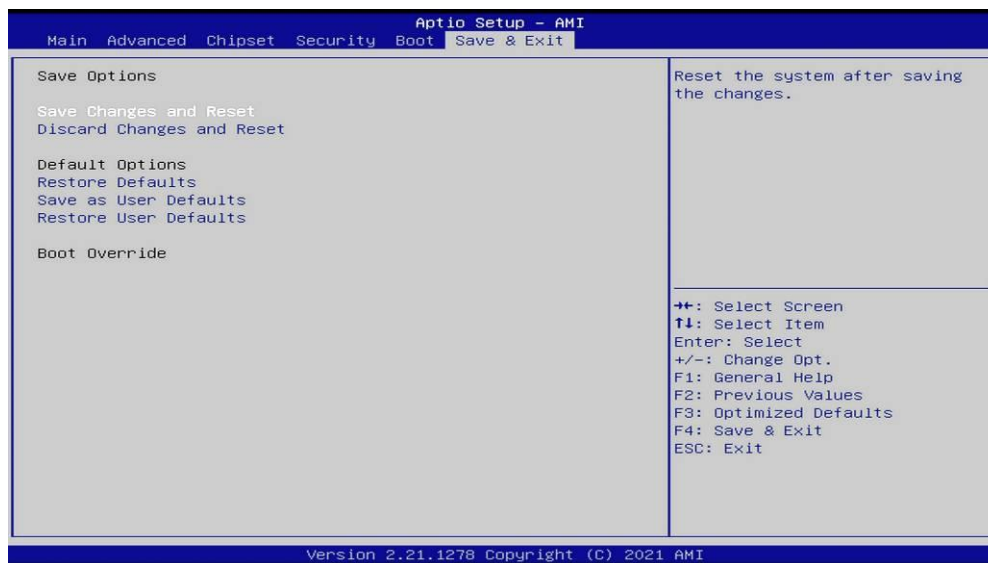 Aptio Setup – AMI
Main Advanced Chipset Security Boot Save & Exit
Save Options
Save Changes and Reset
Discard Changes and Reset
Default Options
Restore Defaults
Save as User Defaults
Restore User Defaults
Boot Override
Reset the system after saving
the changes.
→←: Select Screen
↑↓: Select Item
Enter: Select
+/-: Change Opt.
F1: General Help
F2: Previous Values
F3: Optimized Defaults
F4: Save & Exit
ESC: Exit
Version 2.21.1278 Copyright (C) 2021 AMI